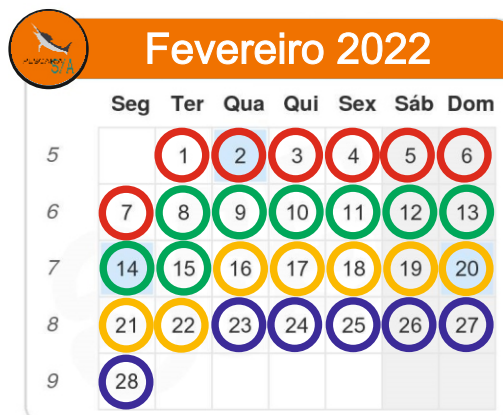 Fevereiro 2022
S/A
Seg Ter Qua Qui Sex Sáb Dom
5 1 2 3 4 5 6
6 7 8 9 10 11 12 13
7 14 15 16 17 18 19 20
8 21 22 23 24 25 26 27
9 28